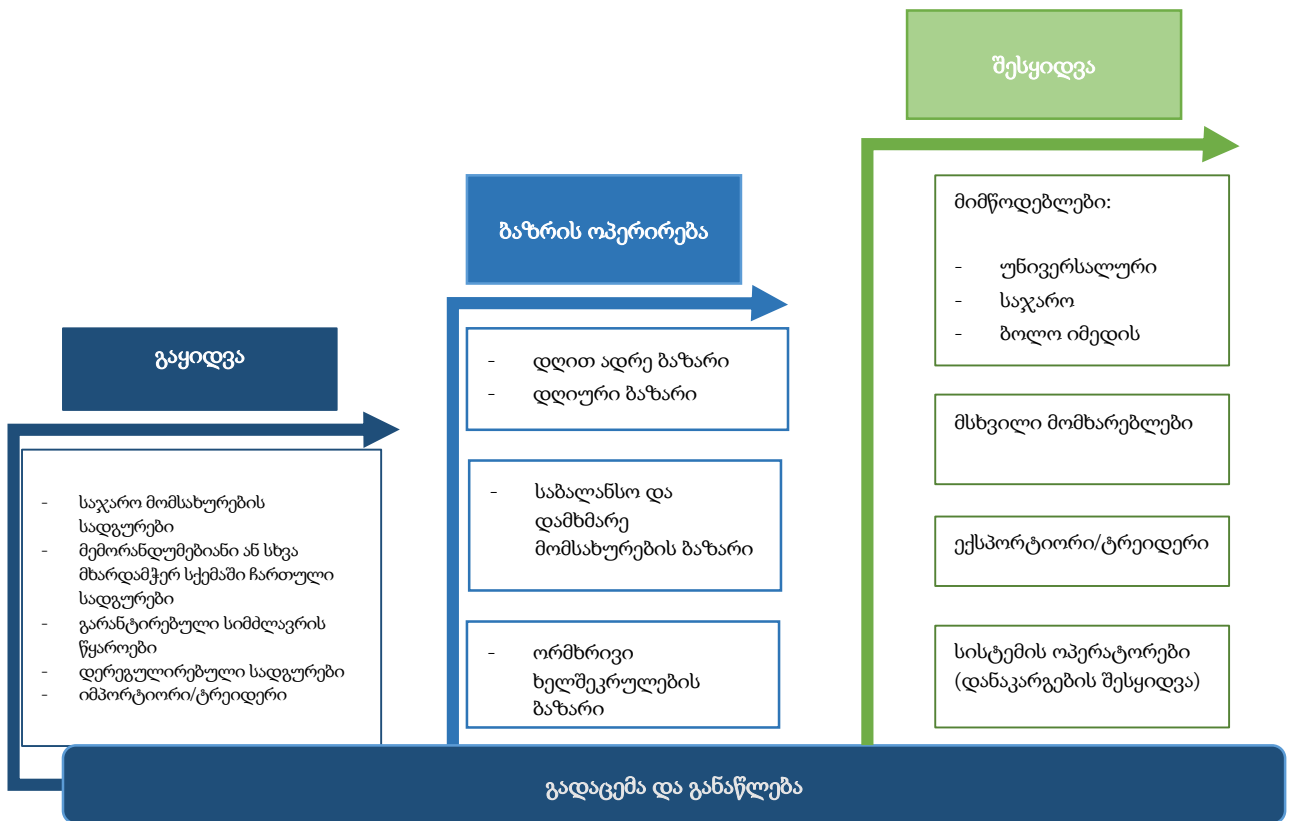 გაყიდვა
- საჯარო მომსახურების
სადგურები
- მემორანდუმებიანი ან სხვა
მხარდამჭერ სქემაში ჩართული
სადგურები
- გარანტირებული სიმძლავრის
წყაროები
- დერეგულირებული სადგურები
- იმპორტიორი/ტრეიდერი
ბაზრის ოპერირება
- დღით ადრე ბაზარი
- დღიური ბაზარი
- საბალანსო და
დამხმარე
მომსახურების ბაზარი
- ორმხრივი
ხელშეკრულების
ბაზარი
შესყიდვა
მიმწოდებლები:
- უნივერსალური
- საჯარო
- ბოლო იმედის
მსხვილი მომხარებლები
ექსპორტიორი/ტრეიდერი
სისტემის ოპერატორები
(დანაკარგების შესყიდვა)
გადაცემა და განაწლება